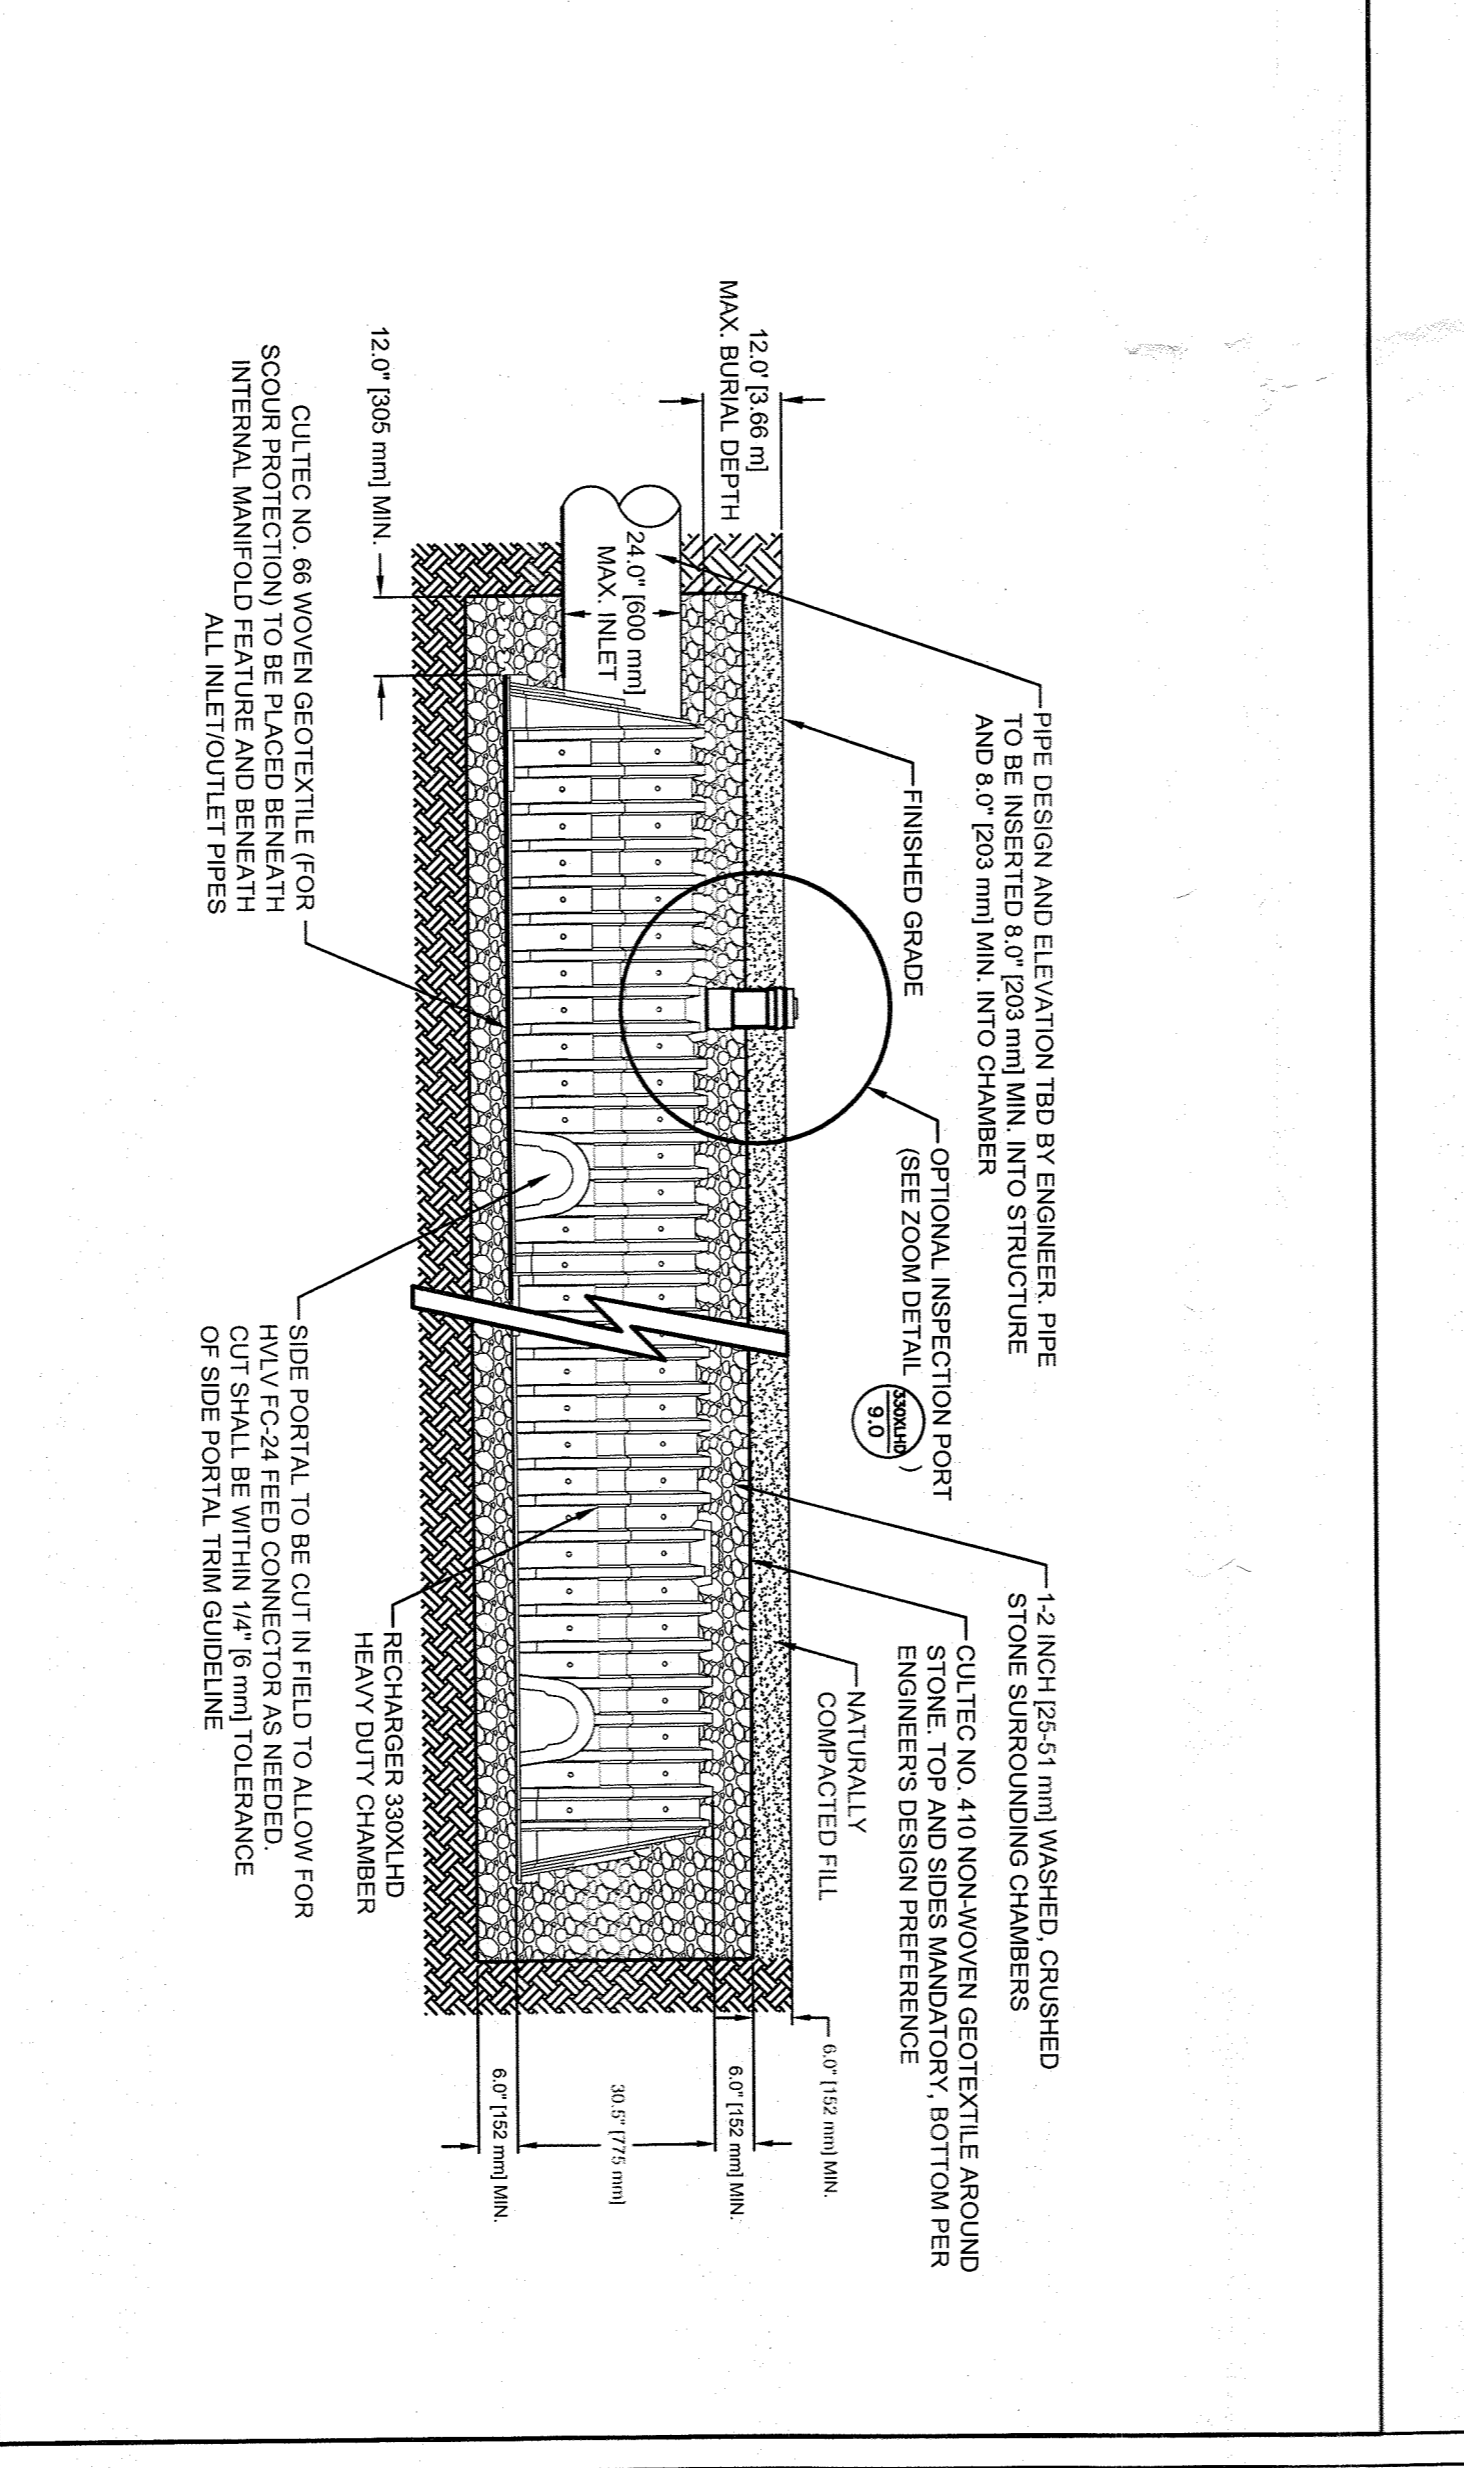 PIPE DESIGN AND ELEVATION TBD BY ENGINEER. PIPE
TO BE INSERTED 8.0" [203 mm] MIN. INTO STRUCTURE
AND 8.0" [203 mm] MIN. INTO CHAMBER
1-2 INCH [25-51 mm] WASHED, CRUSHED
STONE SURROUNDING CHAMBERS
FINISHED GRADE
OPTIONAL INSPECTION PORT
(SEE ZOOM DETAIL
330XLHD
9.0
)
CULTEC NO. 410 NON-WOVEN GEOTEXTILE AROUND
STONE. TOP AND SIDES MANDATORY, BOTTOM PER
ENGINEER'S DESIGN PREFERENCE
NATURALLY
COMPACTED FILL
12.0' [3.66 m]
MAX. BURIAL DEPTH
24.0" [600 mm]
MAX. INLET
6.0" [152 mm] MIN.
6.0" [152 mm] MIN.
30.5" [775 mm]
6.0" [152 mm] MIN.
12.0" [305 mm] MIN.
RECHARGER 330XLHD
HEAVY DUTY CHAMBER
CULTEC NO. 66 WOVEN GEOTEXTILE (FOR
SCOUR PROTECTION) TO BE PLACED BENEATH
INTERNAL MANIFOLD FEATURE AND BENEATH
ALL INLET/OUTLET PIPES
SIDE PORTAL TO BE CUT IN FIELD TO ALLOW FOR
HVLV FC-24 FEED CONNECTOR AS NEEDED.
CUT SHALL BE WITHIN 1/4" [6 mm] TOLERANCE
OF SIDE PORTAL TRIM GUIDELINE